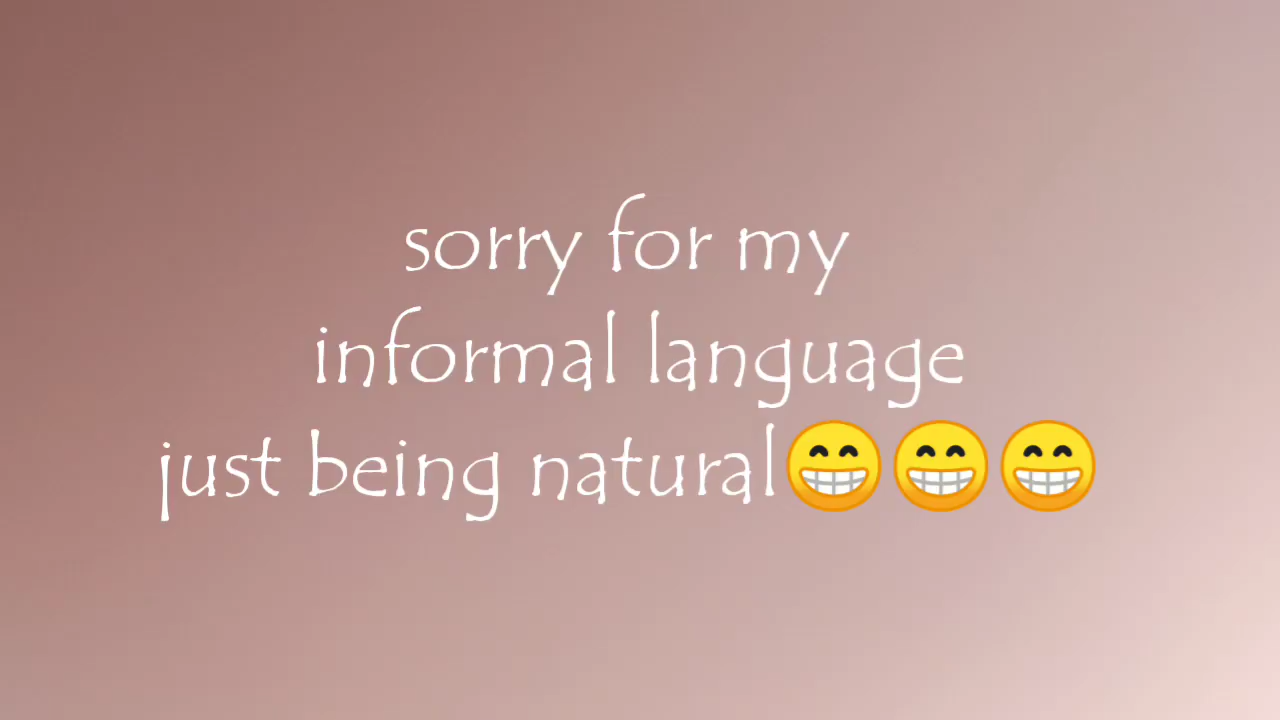 sorry for my
informal language
just being natural😁😁😁